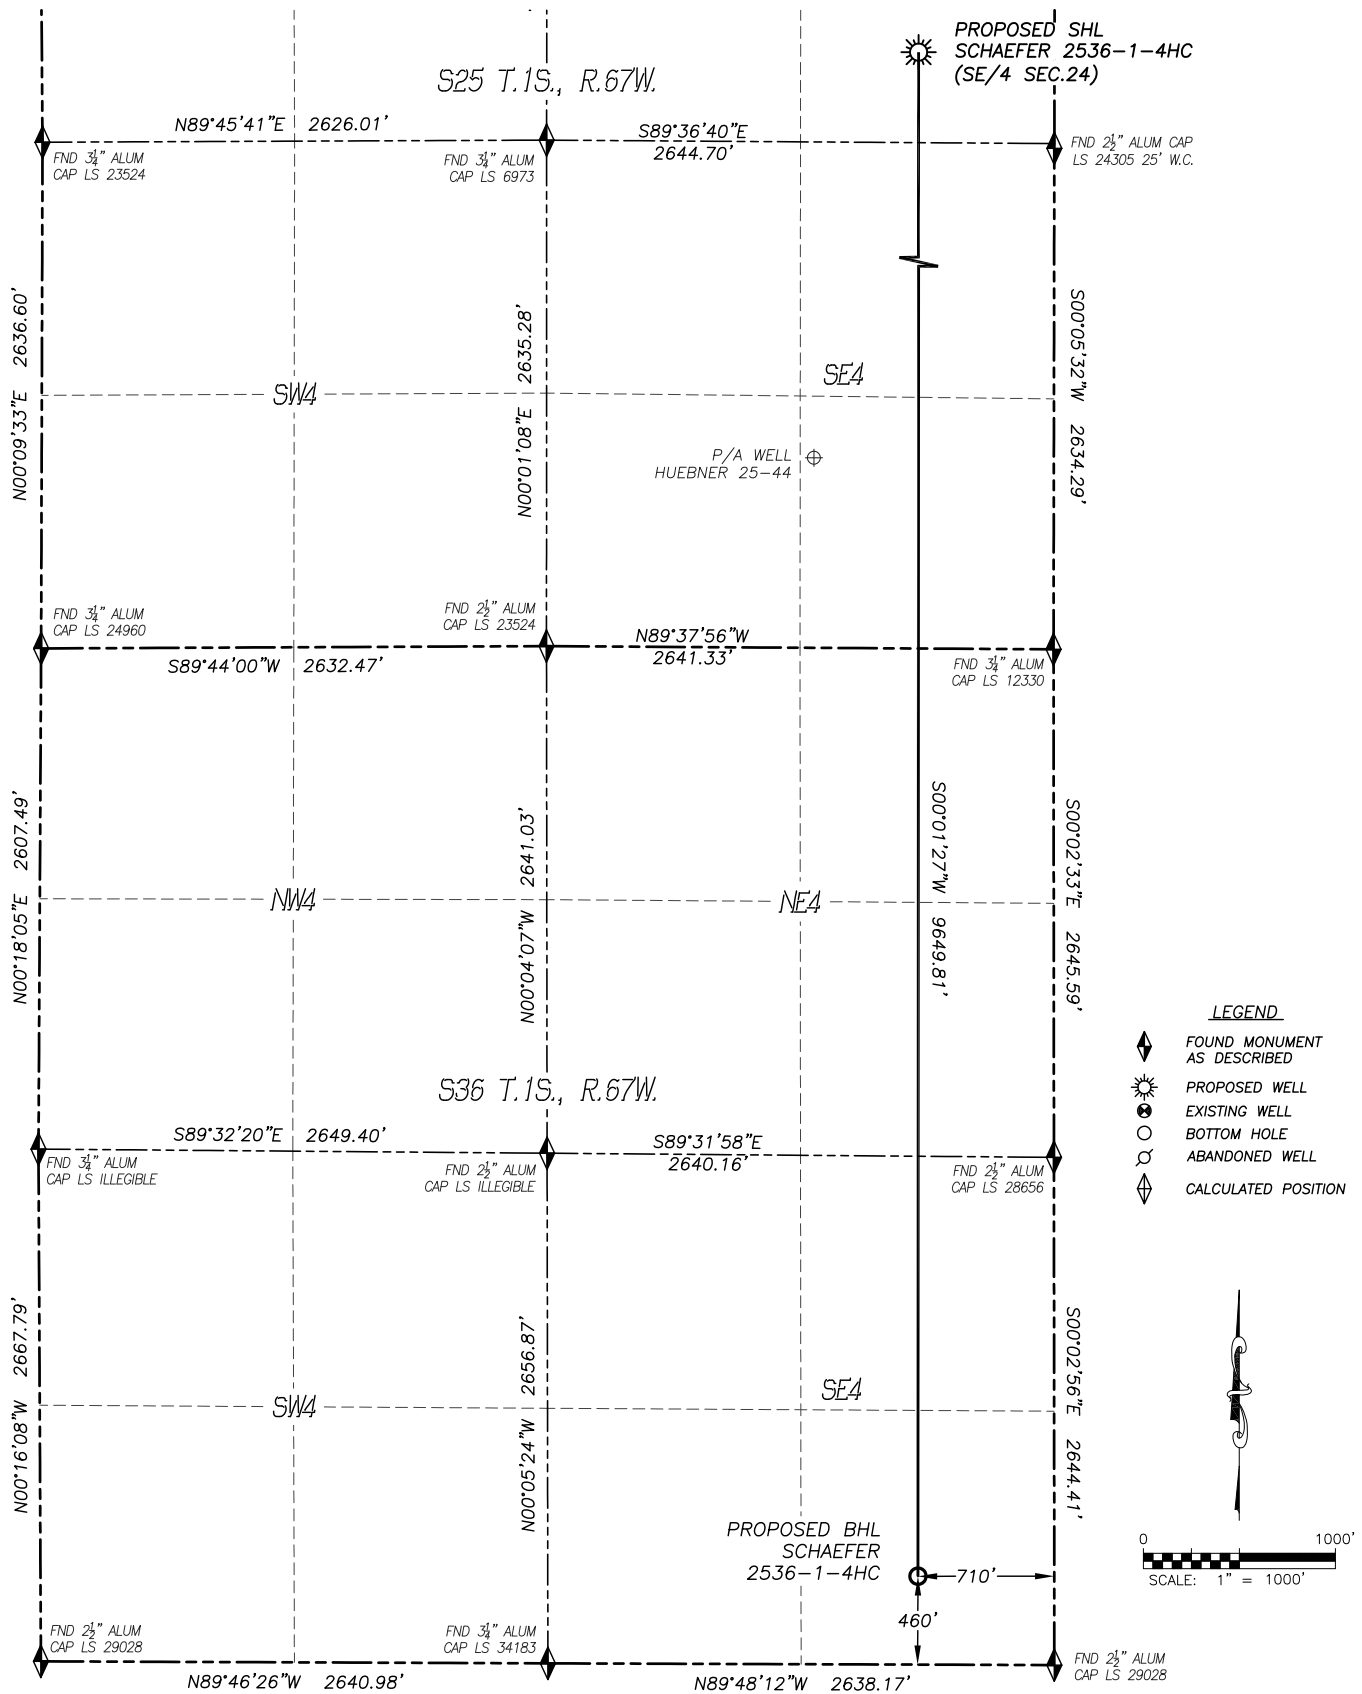 PROPOSED SHL
SCHAEFER 2536-1-4HC
(SE/4 SEC.24)
S25 T.1S., R.67W.
N89°45'41"E 2626.01'
S89°36'40"E
2644.70'
FND 3¼" ALUM
CAP LS 23524
FND 3¼" ALUM
CAP LS 6973
FND 2½" ALUM CAP
LS 24305 25' W.C.
N00°09'33"E 2636.60'
N00°01'08"E 2635.28'
S00°05'32"W 2634.29'
SW4
SE4
P/A WELL
HUEBNER 25-44
FND 3¼" ALUM
CAP LS 24960
FND 2½" ALUM
CAP LS 23524
N89°37'56"W
2641.33'
S89°44'00"W 2632.47'
FND 3¼" ALUM
CAP LS 12330
N00°18'05"E 2607.49'
N00°04'07"W 2641.03'
S00°01'27"W 9649.81'
S00°02'33"E 2645.59'
NW4
NE4
S36 T.1S., R.67W.
S89°32'20"E 2649.40'
S89°31'58"E
2640.16'
FND 3¼" ALUM
CAP LS ILLEGIBLE
FND 2½" ALUM
CAP LS ILLEGIBLE
FND 2½" ALUM
CAP LS 28656
LEGEND
FOUND MONUMENT
AS DESCRIBED
PROPOSED WELL
EXISTING WELL
BOTTOM HOLE
ABANDONED WELL
CALCULATED POSITION
N00°16'08"W 2667.79'
N00°05'24"W 2656.87'
S00°02'56"E 2644.41'
SW4
SE4
PROPOSED BHL
SCHAEFER
2536-1-4HC
710'
460'
0 1000'
SCALE: 1" = 1000'
FND 2½" ALUM
CAP LS 29028
FND 3¼" ALUM
CAP LS 34183
FND 2½" ALUM
CAP LS 29028
N89°46'26"W 2640.98'
N89°48'12"W 2638.17'